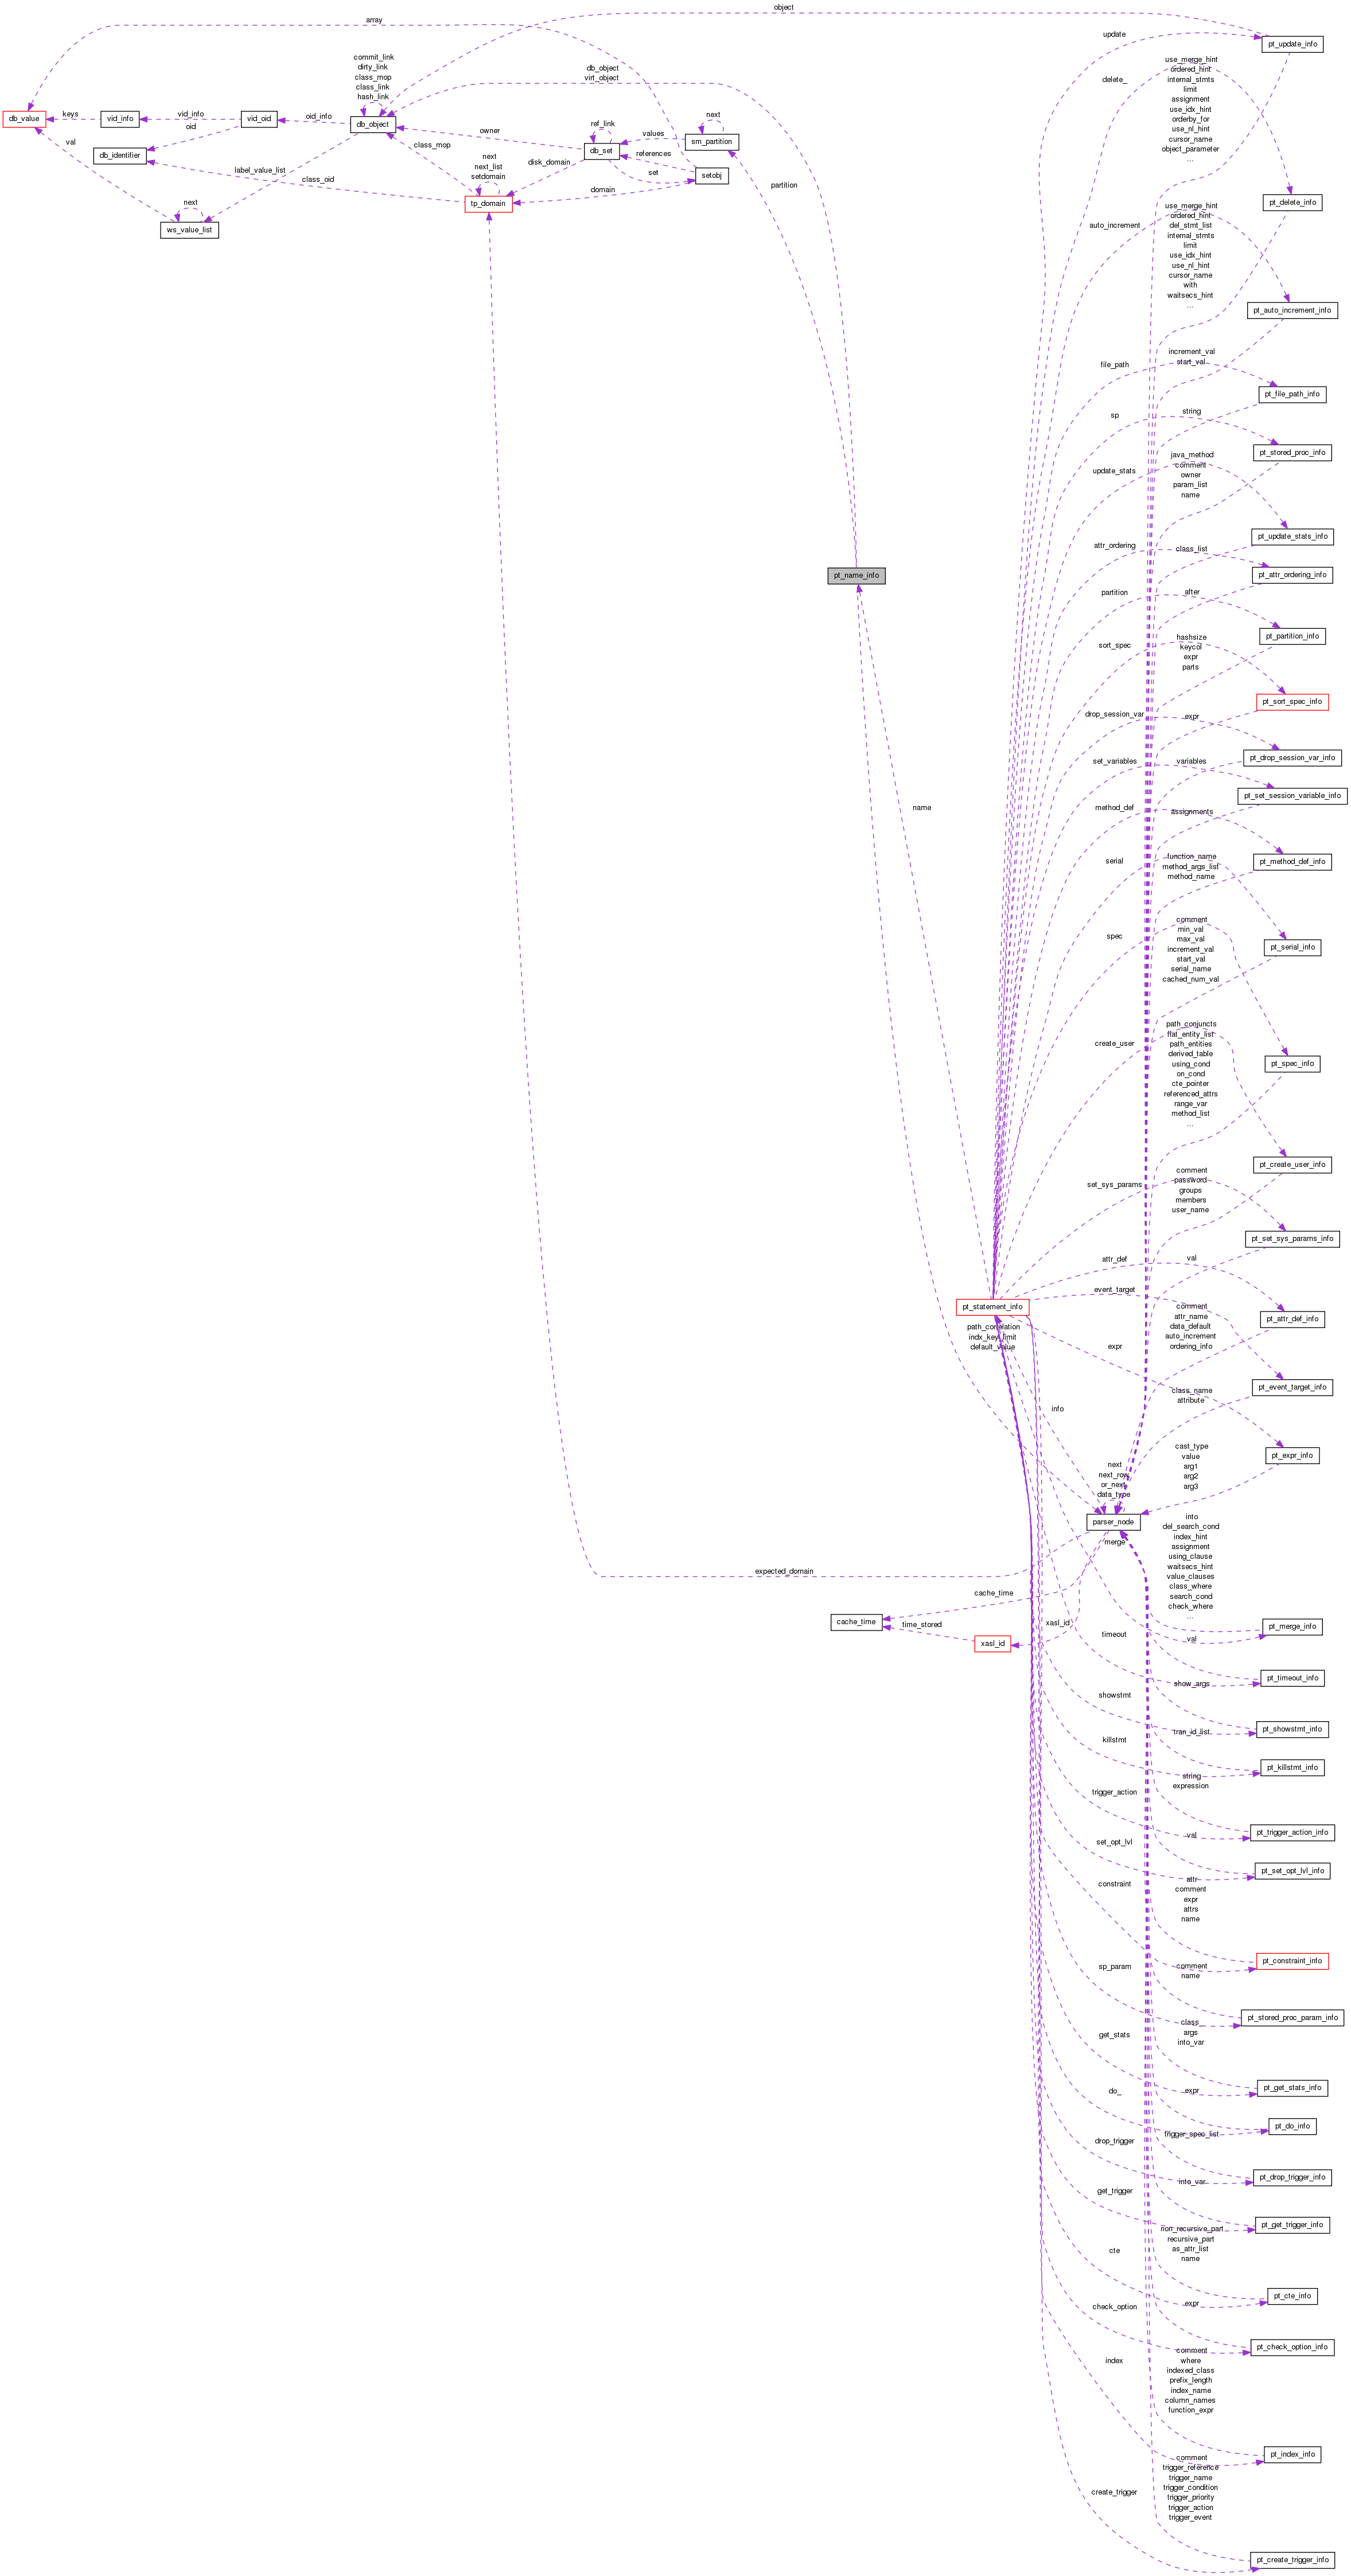 object
array
update
pt_update_info
commit_link
dirty_link
class_mop
class_link
hash_link
db_object
virt_object
use_merge_hint
ordered_hint
internal_stmts
limit
assignment
use_idx_hint
orderby_for
use_nl_hint
cursor_name
object_parameter
...
delete_
db_value
keys
vid_info
vid_info
vid_oid
oid_info
db_object
oid
val
db_identifier
class_mop
owner
ref_link
db_set
values
next
sm_partition
references
setobj
set
disk_domain
next
next_list
setdomain
tp_domain
domain
label_value_list
class_oid
next
ws_value_list
partition
pt_delete_info
auto_increment
use_merge_hint
ordered_hint
del_stmt_list
internal_stmts
limit
use_idx_hint
use_nl_hint
cursor_name
with
waitsecs_hint
...
pt_auto_increment_info
file_path
increment_val
start_val
pt_file_path_info
sp
string
pt_stored_proc_info
update_stats
java_method
comment
owner
param_list
name
pt_update_stats_info
attr_ordering
class_list
pt_attr_ordering_info
pt_name_info
partition
after
pt_partition_info
sort_spec
hashsize
keycol
expr
parts
pt_sort_spec_info
drop_session_var
expr
pt_drop_session_var_info
set_variables
variables
pt_set_session_variable_info
name
method_def
assignments
pt_method_def_info
serial
function_name
method_args_list
method_name
pt_serial_info
spec
comment
min_val
max_val
increment_val
start_val
serial_name
cached_num_val
pt_spec_info
create_user
path_conjuncts
flat_entity_list
path_entities
derived_table
using_cond
on_cond
cte_pointer
referenced_attrs
range_var
method_list
...
pt_create_user_info
set_sys_params
comment
password
groups
members
user_name
pt_set_sys_params_info
attr_def
val
pt_attr_def_info
event_target
comment
attr_name
data_default
auto_increment
ordering_info
pt_event_target_info
pt_statement_info
path_correlation
indx_key_limit
default_value
expr
class_name
attribute
pt_expr_info
info
cast_type
value
arg1
arg2
arg3
next
next_row
or_next
data_type
parser_node
merge
into
del_search_cond
index_hint
assignment
using_clause
waitsecs_hint
value_clauses
class_where
search_cond
check_where
...
pt_merge_info
expected_domain
cache_time
cache_time
time_stored
xasl_id
xasl_id
timeout
val
pt_timeout_info
showstmt
show_args
pt_showstmt_info
killstmt
tran_id_list
pt_killstmt_info
trigger_action
string
expression
pt_trigger_action_info
set_opt_lvl
val
pt_set_opt_lvl_info
constraint
attr
comment
expr
attrs
name
pt_constraint_info
sp_param
comment
name
pt_stored_proc_param_info
get_stats
class_
args
into_var
pt_get_stats_info
do_
expr
pt_do_info
drop_trigger
trigger_spec_list
pt_drop_trigger_info
get_trigger
into_var
pt_get_trigger_info
cte
non_recursive_part
recursive_part
as_attr_list
name
pt_cte_info
check_option
expr
pt_check_option_info
index
comment
where
indexed_class
prefix_length
index_name
column_names
function_expr
pt_index_info
create_trigger
comment
trigger_reference
trigger_name
trigger_condition
trigger_priority
trigger_action
trigger_event
pt_create_trigger_info